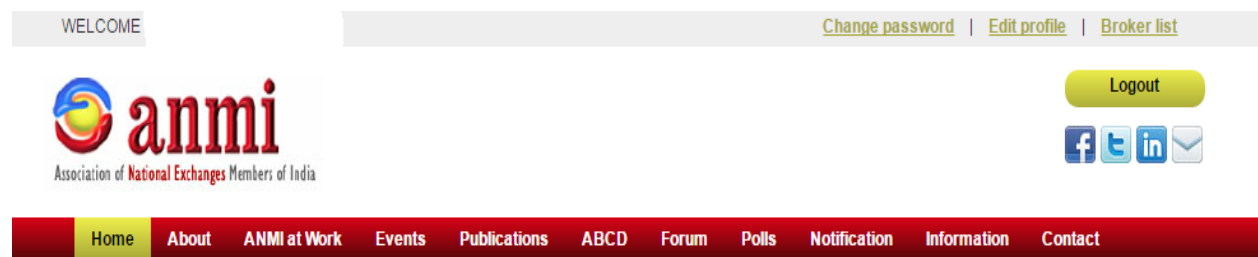 WELCOME
Change password | Edit profile | Broker list
anmi
Association of National Exchanges Members of India
Logout
Home About ANMI at Work Events Publications ABCD Forum Polls Notification Information Contact